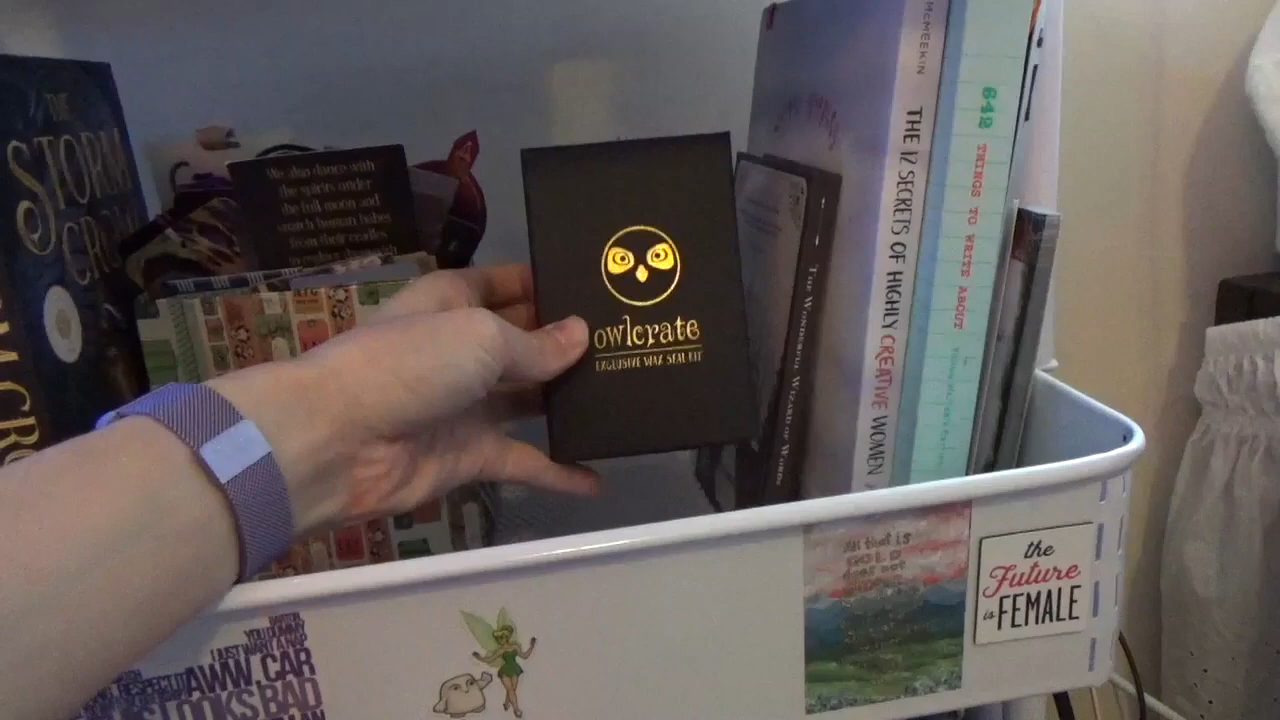 THE
STORM
CROW
We also dance with
the spirits under
the full moon and
snatch human babes
from their cradles
owlcrate
EXCLUSIVE WAX SEAL KIT
THE WONDERFUL WIZARD OF WORDS
MCMEEKIN
THE 12 SECRETS OF HIGHLY CREATIVE WOMEN
642 THINGS TO WRITE ABOUT
All that is
GOLD
does not
the
Future
is FEMALE
YOU DUMMY
I JUST WANT A NAP
AWW, CAR
LOOKS BAD